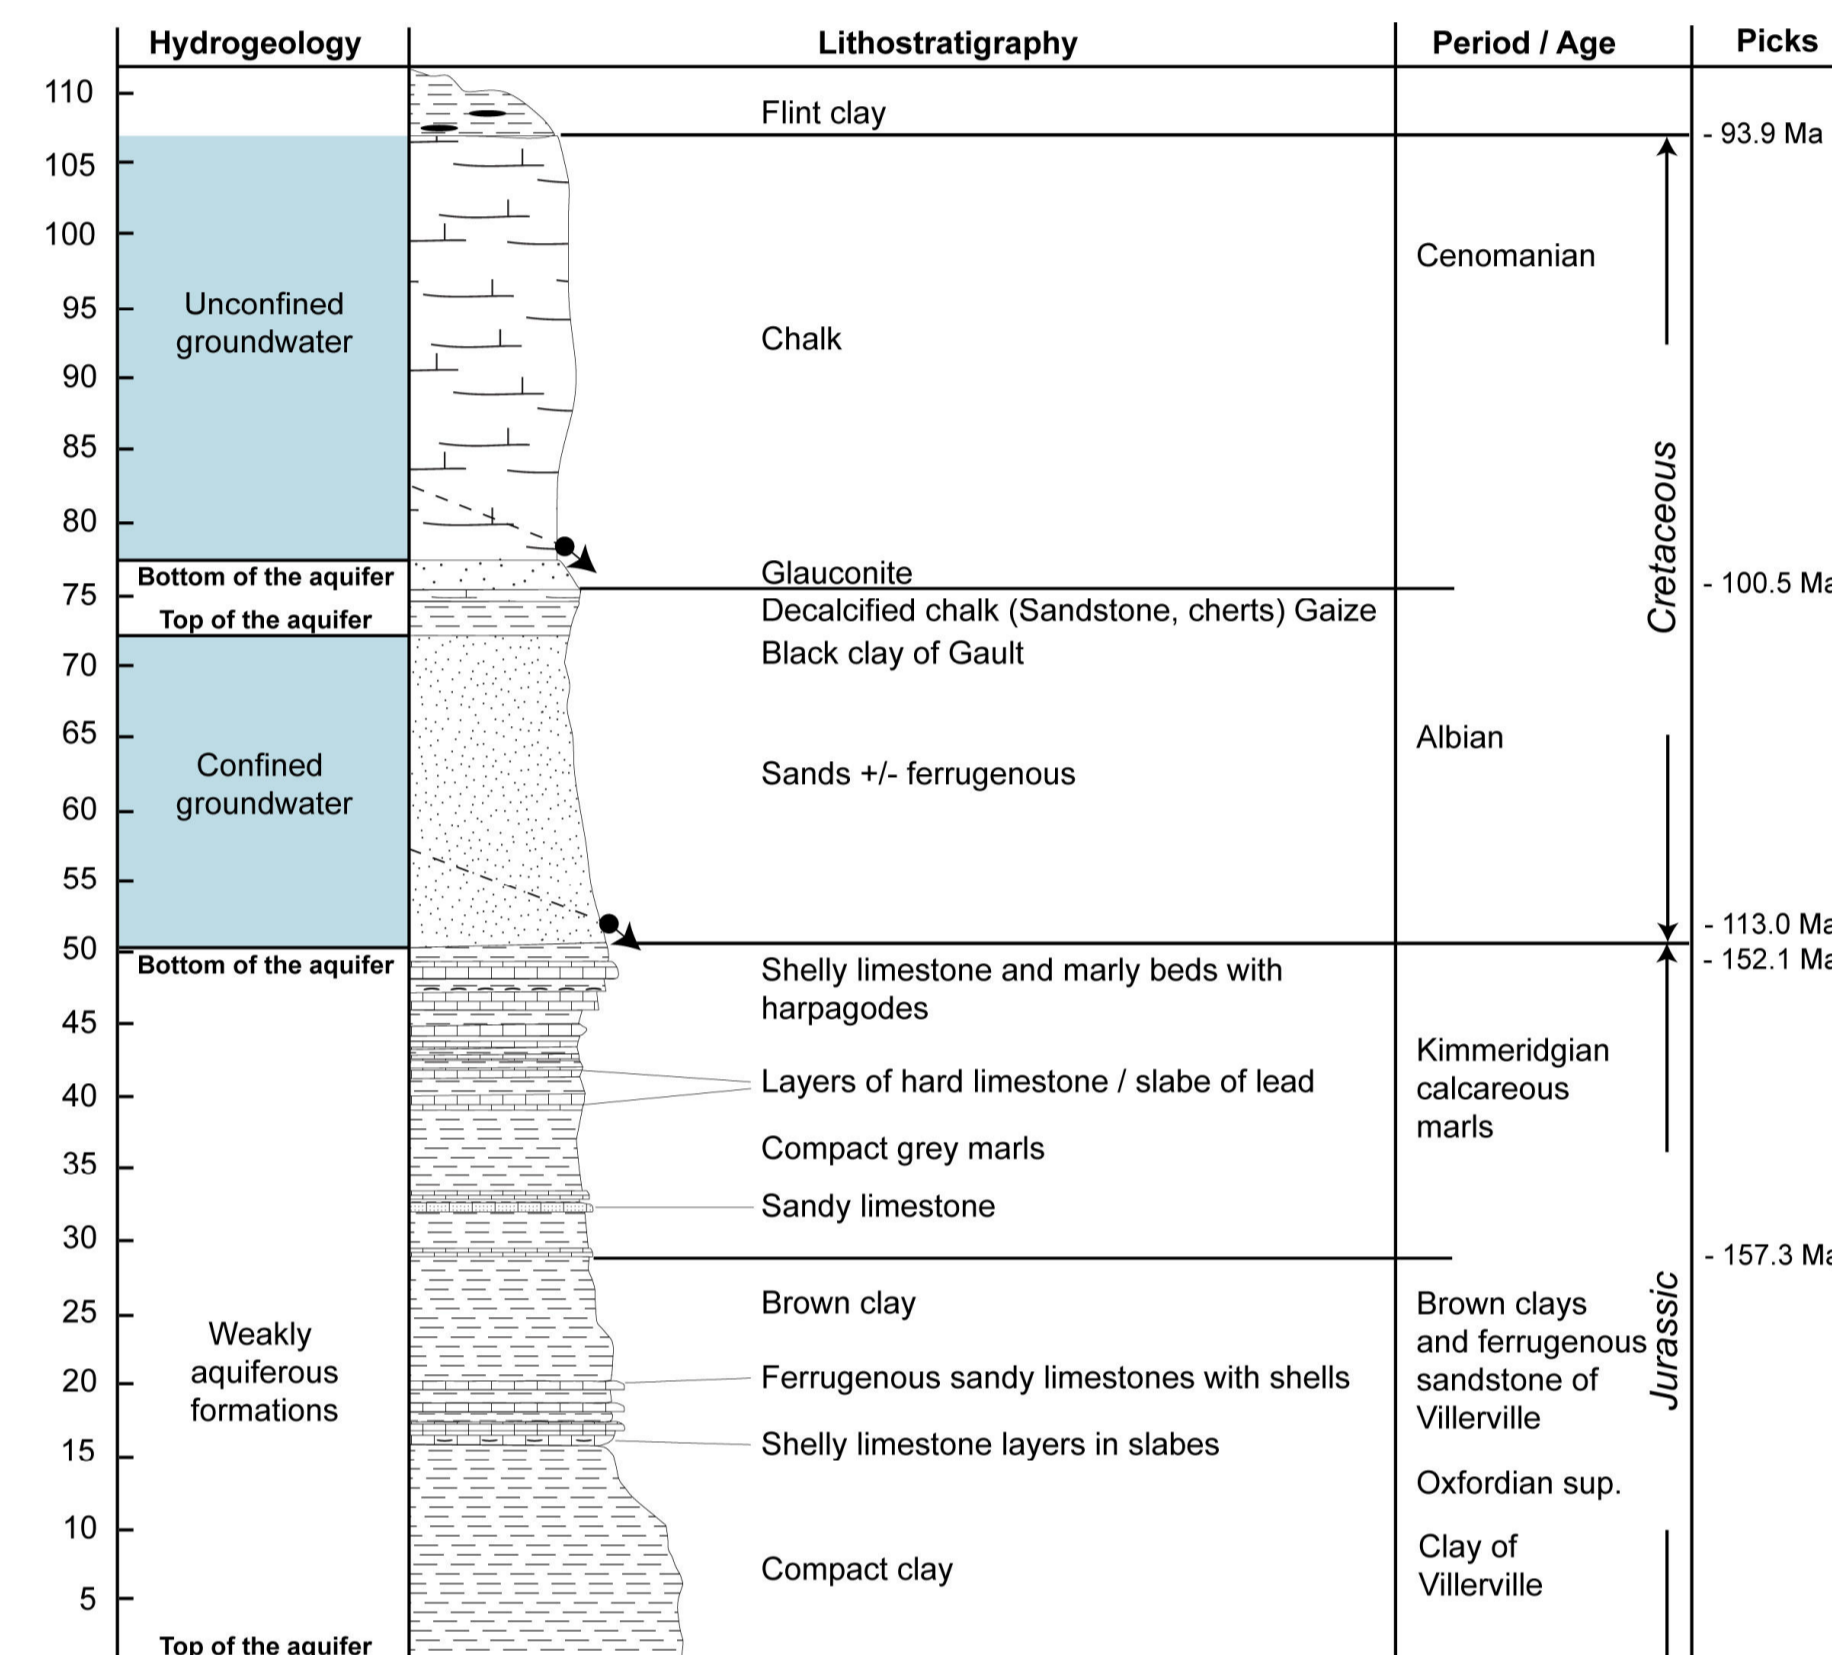 Hydrogeology
Lithostratigraphy
Period / Age
Picks
110
105
100
95
90
85
80
75
70
65
60
55
50
45
40
35
30
25
20
15
10
5
Unconfined
groundwater
Bottom of the aquifer
Top of the aquifer
Confined
groundwater
Bottom of the aquifer
Weakly
aquiferous
formations
Top of the aquifer
Flint clay
Chalk
Glauconite
Decalcified chalk (Sandstone, cherts) Gaize
Black clay of Gault
Sands +/- ferrugenous
Shelly limestone and marly beds with
harpagodes
Layers of hard limestone / slabe of lead
Compact grey marls
Sandy limestone
Brown clay
Ferrugenous sandy limestones with shells
Shelly limestone layers in slabes
Compact clay
Cenomanian
Albian
Kimmeridgian
calcareous
marls
Brown clays
and ferrugenous
sandstone of
Villerville
Oxfordian sup.
Clay of
Villerville
Cretaceous
Jurassic
- 93.9 Ma
- 100.5 Ma
- 113.0 Ma
- 152.1 Ma
- 157.3 Ma